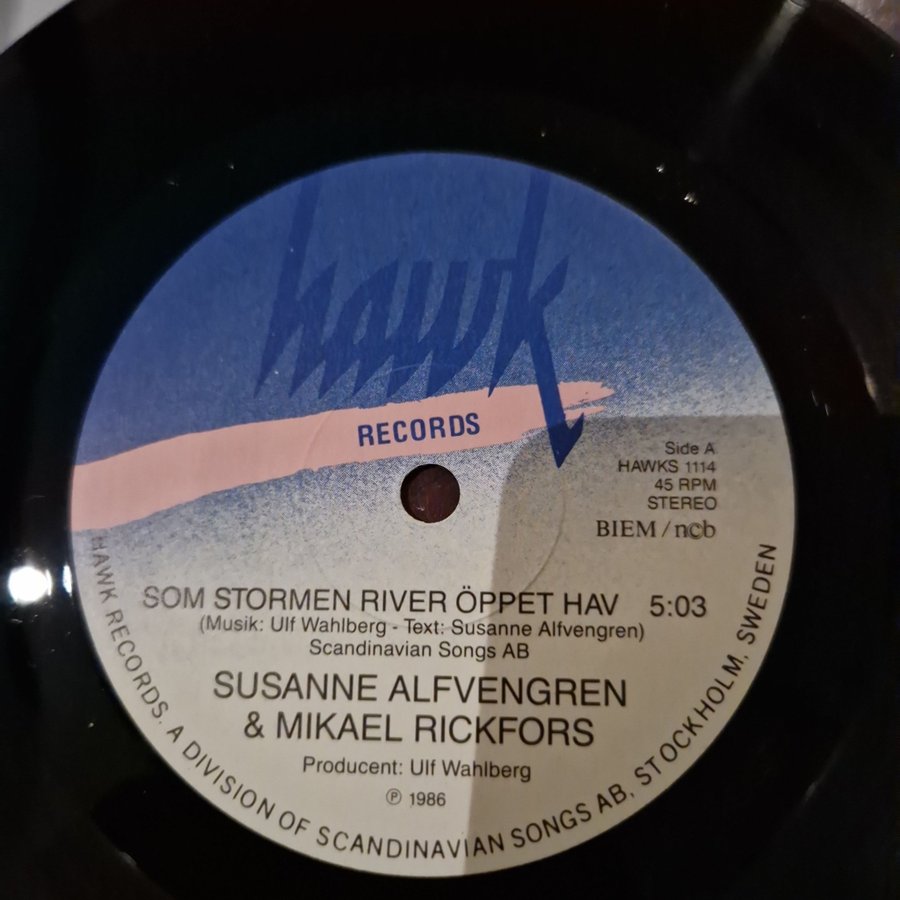 hawk
RECORDS
Side A
HAWKS 1114
45 RPM
STEREO
BIEM / n©b
SOM STORMEN RIVER ÖPPET HAV 5:03
(Musik: Ulf Wahlberg - Text: Susanne Alfvengren)
Scandinavian Songs AB
SUSANNE ALFVENGREN
& MIKAEL RICKFORS
Producent: Ulf Wahlberg
℗ 1986
HAWK RECORDS. A DIVISION OF SCANDINAVIAN SONGS AB, STOCKHOLM. SWEDEN